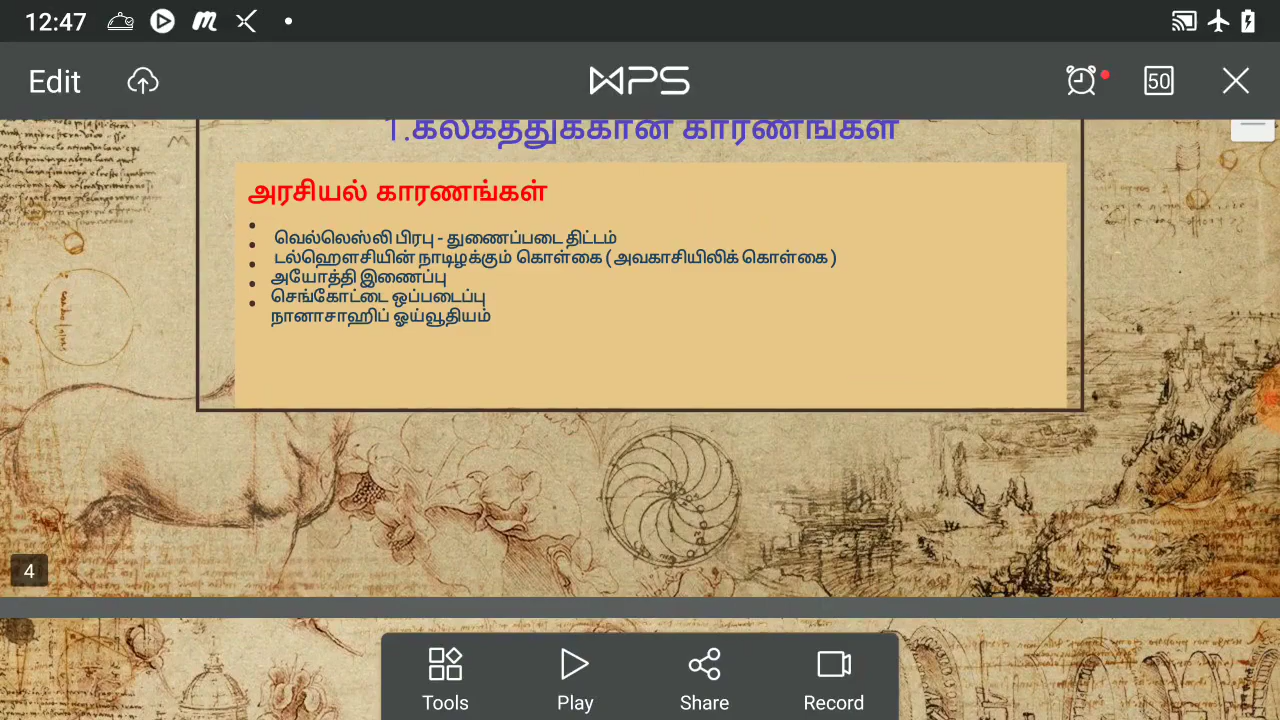 12:47
Edit
WPS
50
1.கலகத்துக்கான காரணங்கள்
அரசியல் காரணங்கள்
வெல்லெஸ்லி பிரபு - துணைப்படை திட்டம்
டல்ஹௌசியின் நாடிழக்கும் கொள்கை ( அவகாசியிலிக் கொள்கை )
அயோத்தி இணைப்பு
செங்கோட்டை ஒப்படைப்பு
நானாசாஹிப் ஓய்வூதியம்
4
Tools
Play
Share
Record